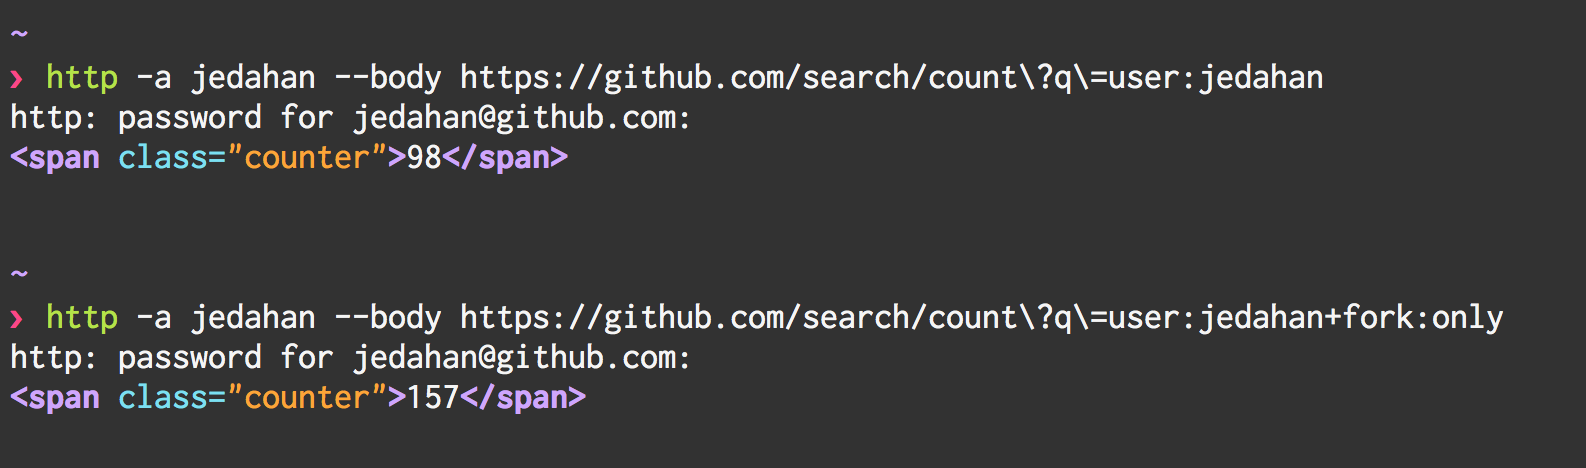 ~
› http -a jedahan --body https://github.com/search/count\?q\=user:jedahan
http: password for jedahan@github.com:
<span class="counter">98</span>
~
› http -a jedahan --body https://github.com/search/count\?q\=user:jedahan+fork:only
http: password for jedahan@github.com:
<span class="counter">157</span>